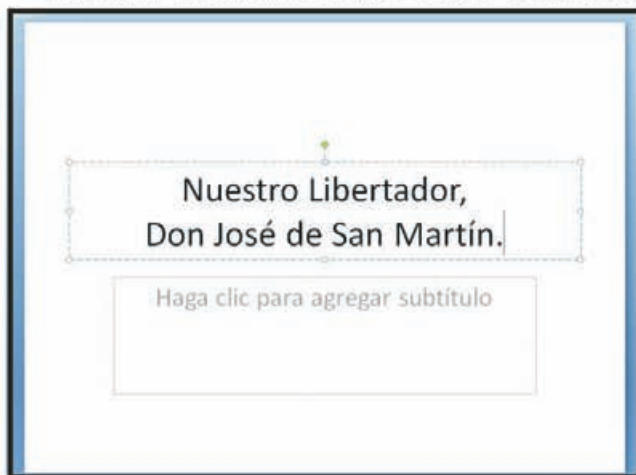 Nuestro Libertador,
Don José de San Martín.
Haga clic para agregar subtítulo